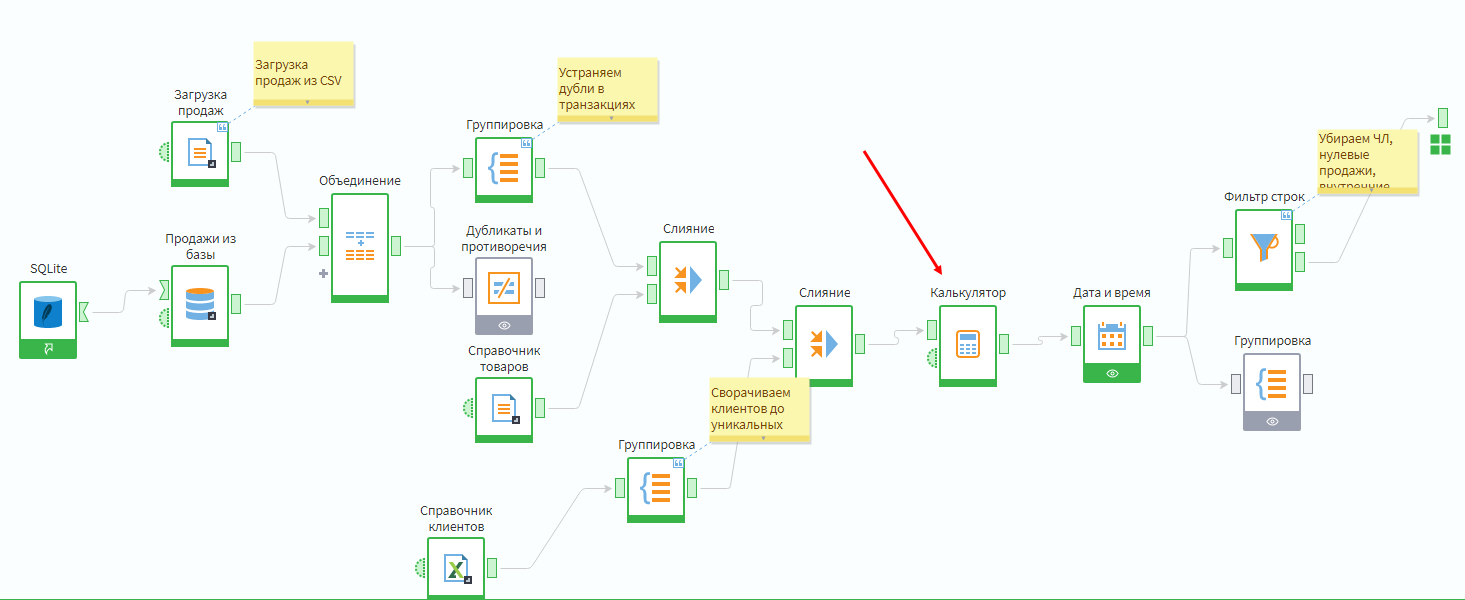 Загрузка
продаж из CSV
Загрузка
продаж
Устраняем
дубли в
транзакциях
Группировка
Убираем ЧЛ,
нулевые
продажи,
внутренние
Объединение
Фильтр строк
Дубликаты и
противоречия
Слияние
Продажи из
базы
SQLite
Слияние
Калькулятор
Дата и время
Группировка
Справочник
товаров
Сворачиваем
клиентов до
уникальных
Группировка
Справочник
клиентов